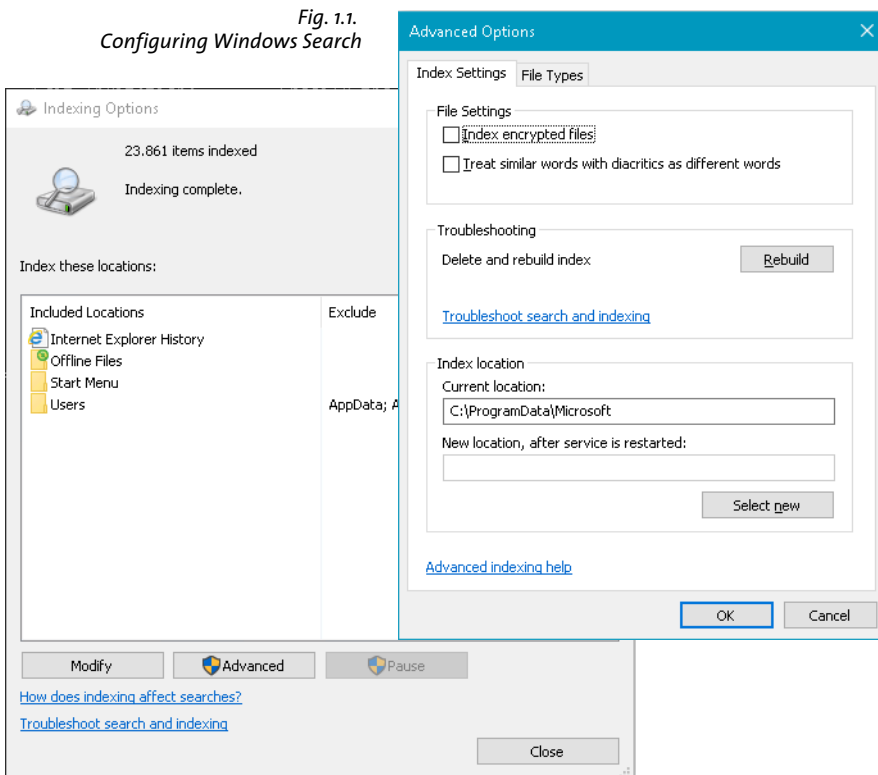 Fig. 1.1.
Configuring Windows Search
Indexing Options
23.861 items indexed
Indexing complete.
Index these locations:
Included Locations Exclude
Internet Explorer History
Offline Files
Start Menu
Users AppData; A
Modify Advanced Pause
How does indexing affect searches?
Troubleshoot search and indexing
Close
Advanced Options
Index Settings File Types
File Settings
Index encrypted files
Treat similar words with diacritics as different words
Troubleshooting
Delete and rebuild index Rebuild
Troubleshoot search and indexing
Index location
Current location:
C:\ProgramData\Microsoft
New location, after service is restarted:
Select new
Advanced indexing help
OK Cancel